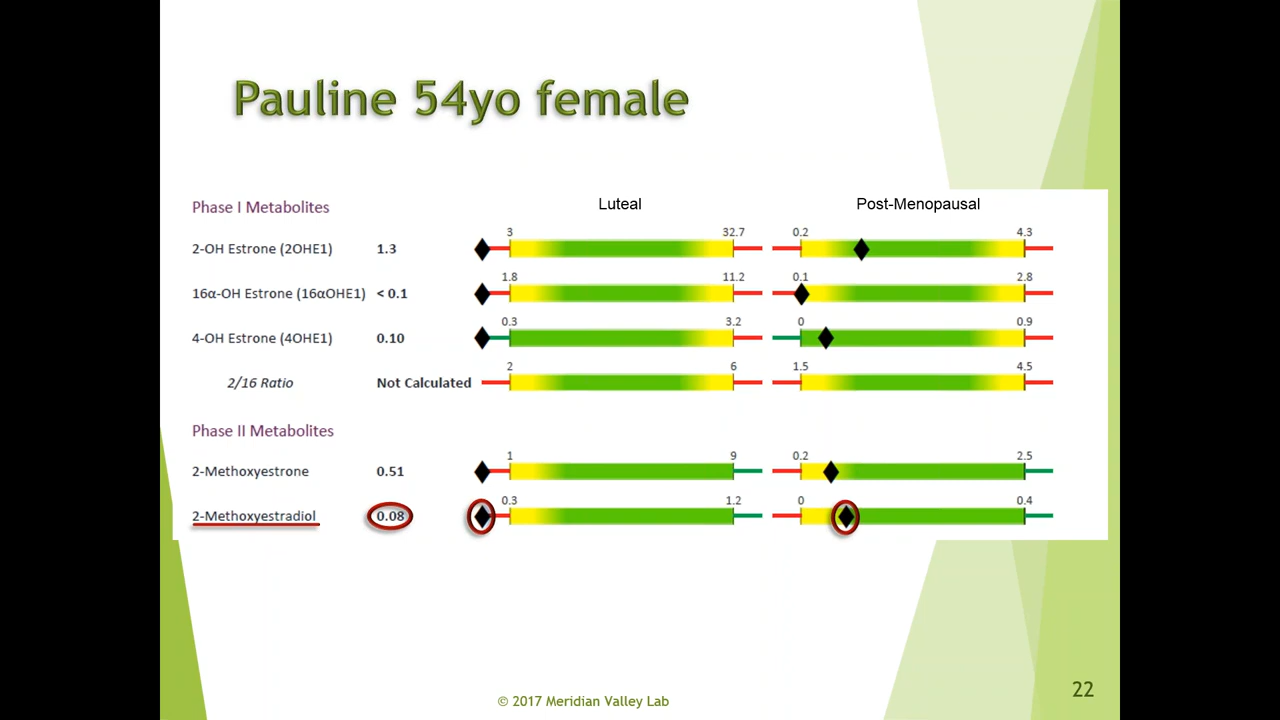 Pauline 54yo female
Phase I Metabolites Luteal Post-Menopausal
3 32.7 0.2 4.3
2-OH Estrone (2OHE1) 1.3
1.8 11.2 0.1 2.8
16α-OH Estrone (16αOHE1) < 0.1
0.3 3.2 0 0.9
4-OH Estrone (4OHE1) 0.10
2 6 1.5 4.5
2/16 Ratio Not Calculated
Phase II Metabolites
1 9 0.2 2.5
2-Methoxyestrone 0.51
0.3 1.2 0 0.4
2-Methoxyestradiol 0.08
22
© 2017 Meridian Valley Lab